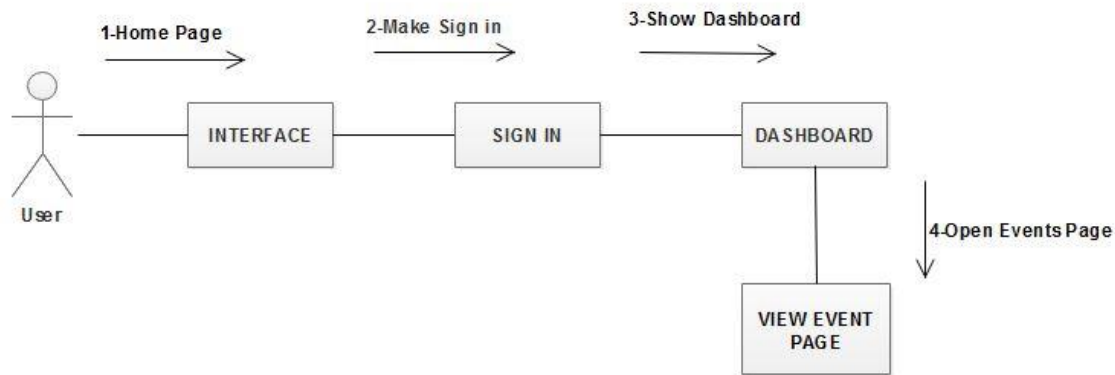 1-Home Page
2-Make Sign in
3-Show Dashboard
INTERFACE
SIGN IN
DASHBOARD
User
4-Open Events Page
VIEW EVENT
PAGE